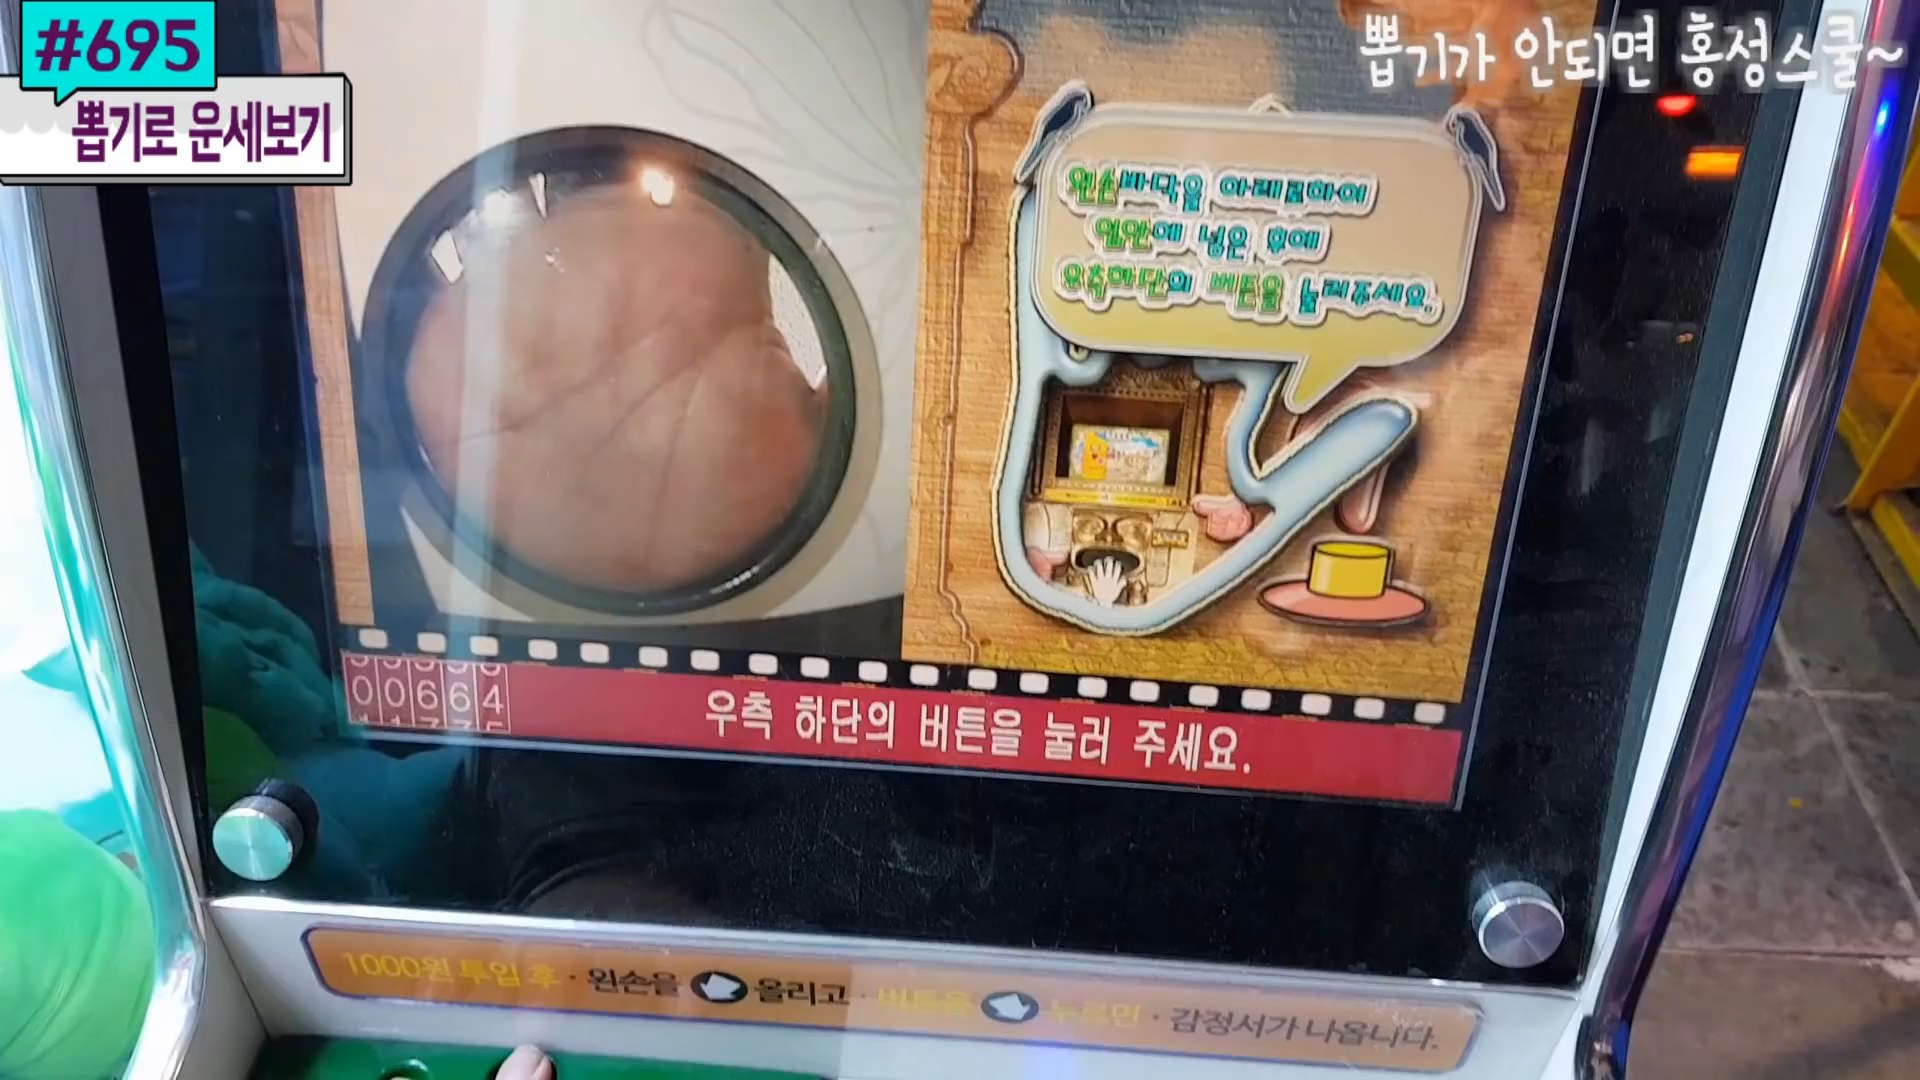 #695
뽑기로 운세보기
뽑기가 안되면 홍성스쿨~
왼손바닥을 아래로하여
입안에 넣은 후에
우측하단의 버튼을 눌러주세요.
00664
우측 하단의 버튼을 눌러 주세요.
1000원 투입 후 · 왼손을 올리고 · 버튼을 누르면 · 감정서가 나옵니다.